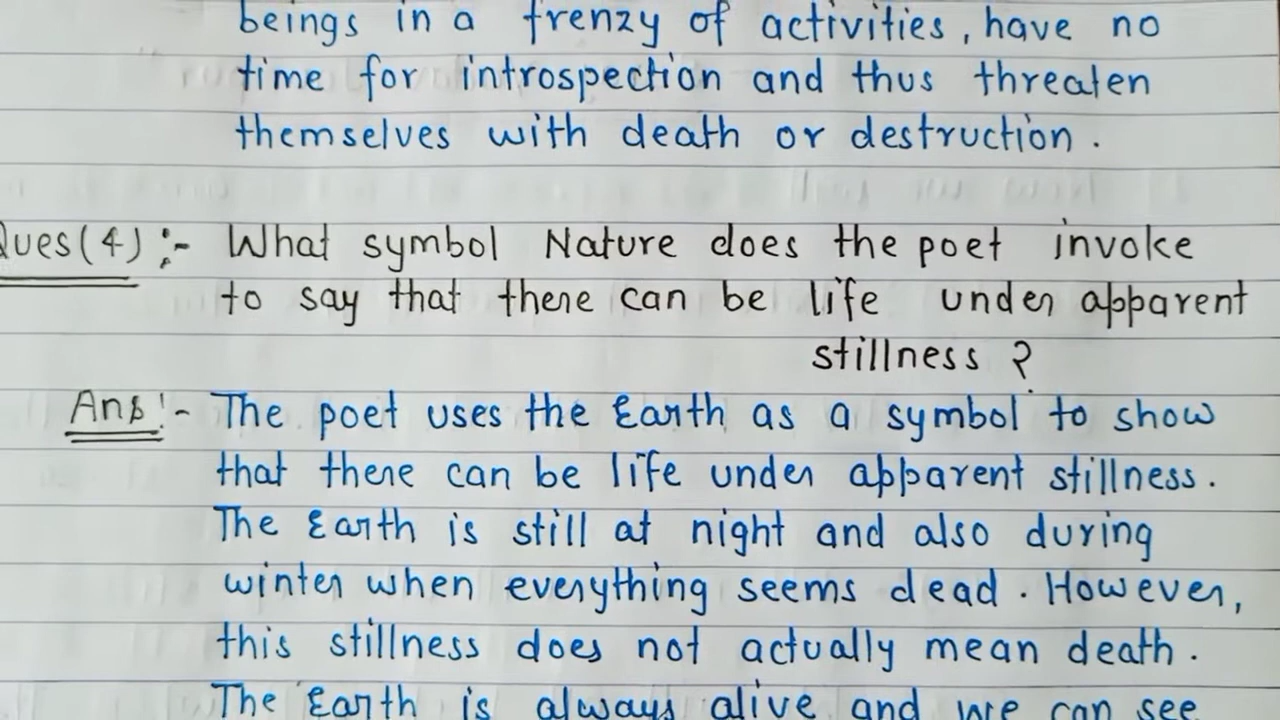 beings in a frenzy of activities, have no
time for introspection and thus threaten
themselves with death or destruction.
Ques(4) :- What symbol Nature does the poet invoke
to say that there can be life under apparent
stillness ?
Ans :- The poet uses the Earth as a symbol to show
that there can be life under apparent stillness.
The Earth is still at night and also during
winter when everything seems dead. However,
this stillness does not actually mean death.
The Earth is always alive and we can see